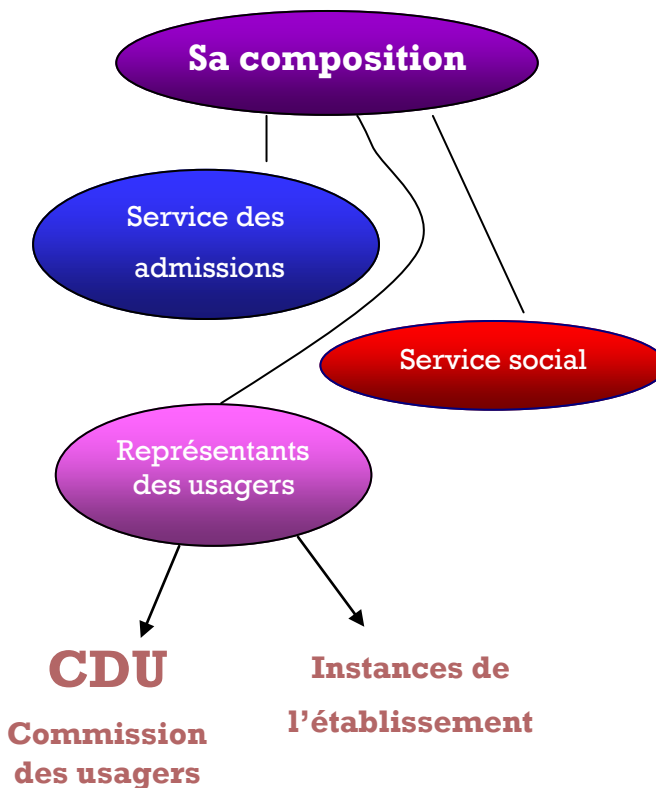 Sa composition
Service des
admissions
Service social
Représentants
des usagers
CDU
Commission
des usagers
Instances de
l’établissement